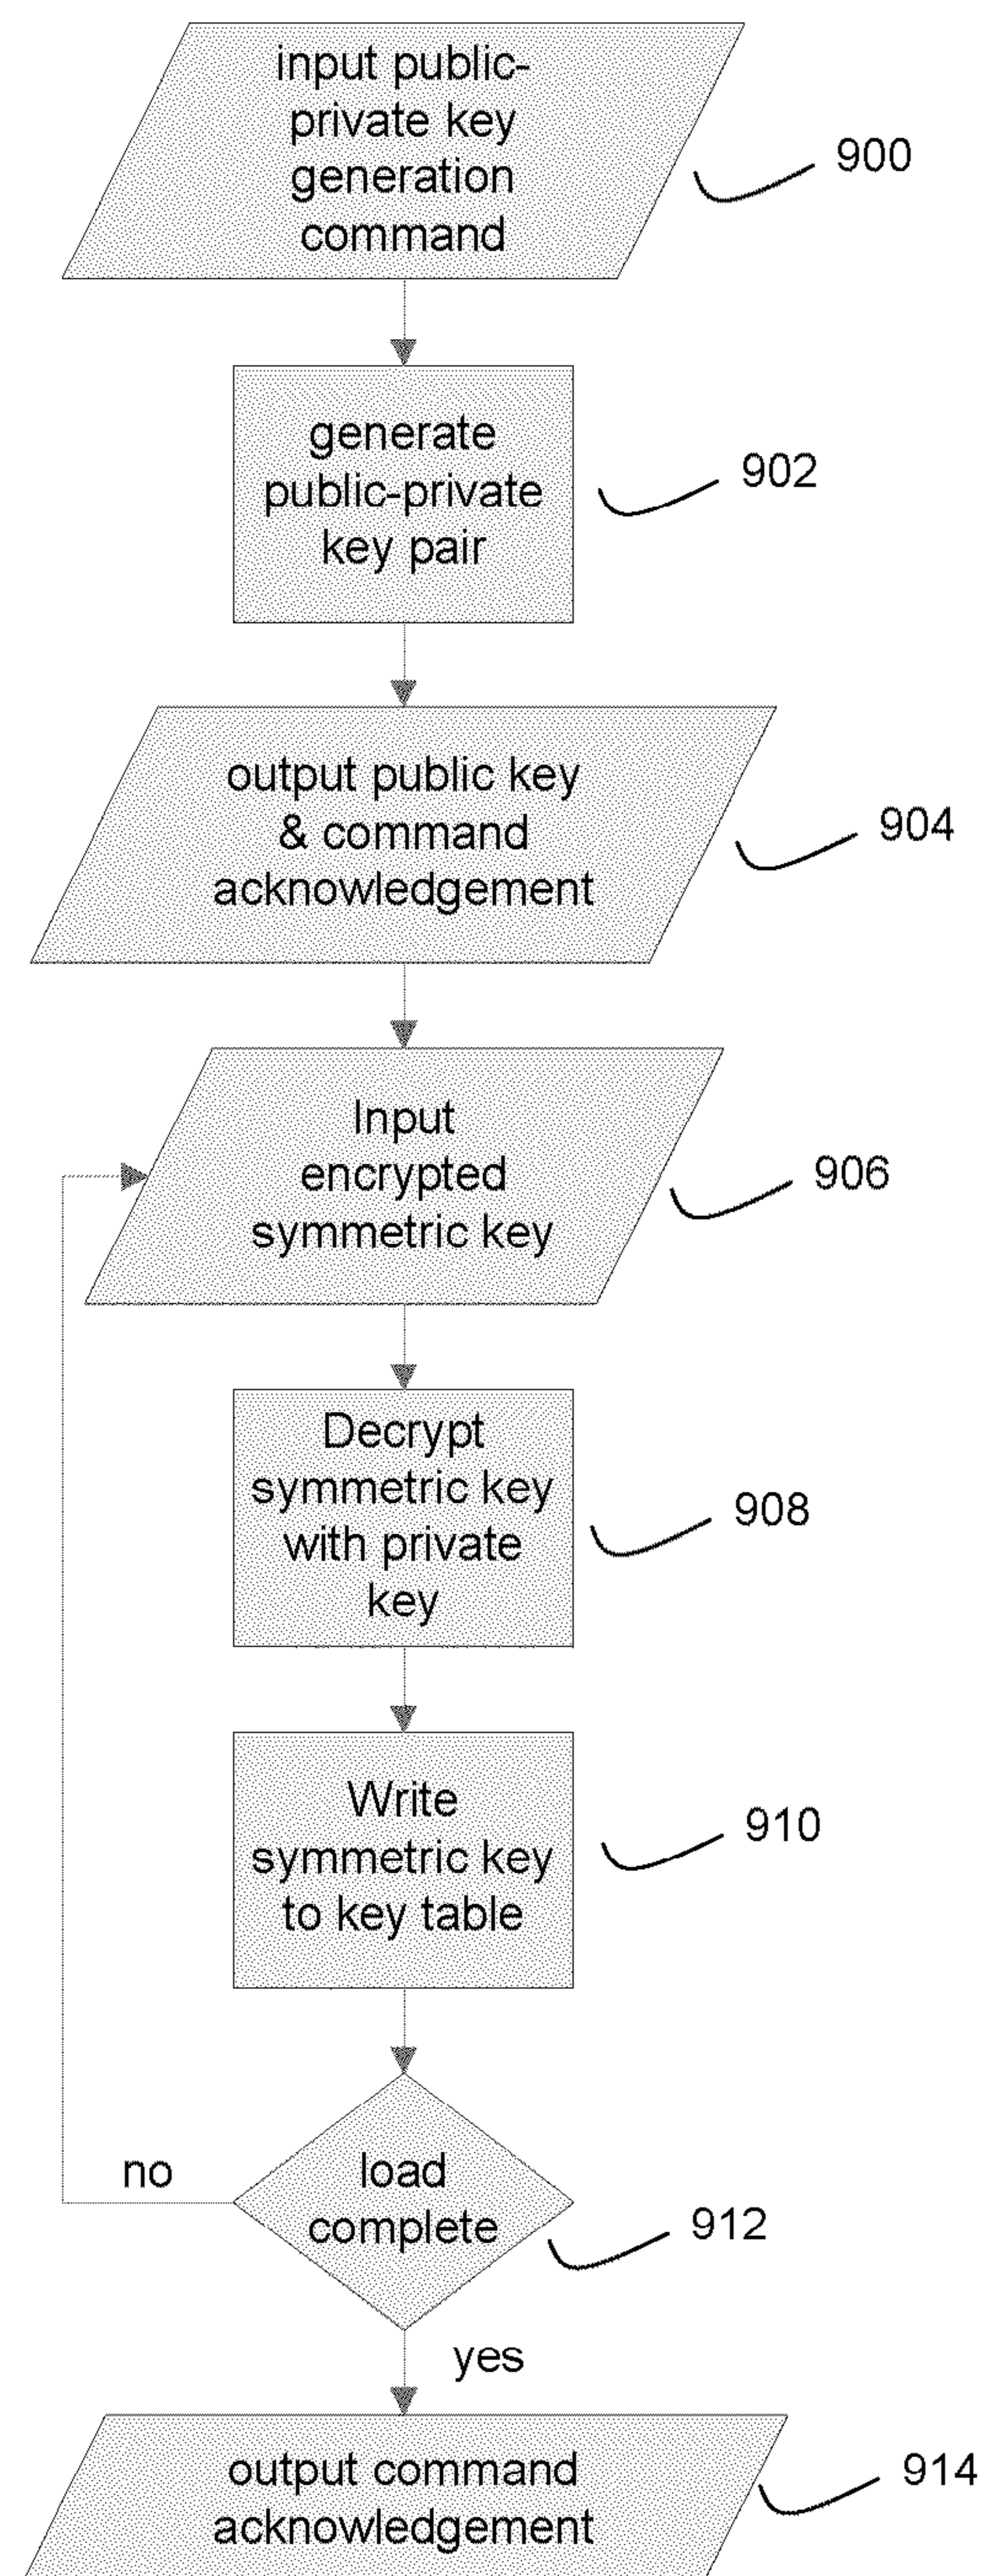 input public-
private key
generation
command
900
generate
public-private
key pair
902
output public key
& command
acknowledgement
904
Input
encrypted
symmetric key
906
Decrypt
symmetric key
with private
key
908
Write
symmetric key
to key table
910
load
complete
no
912
yes
output command
acknowledgement
914